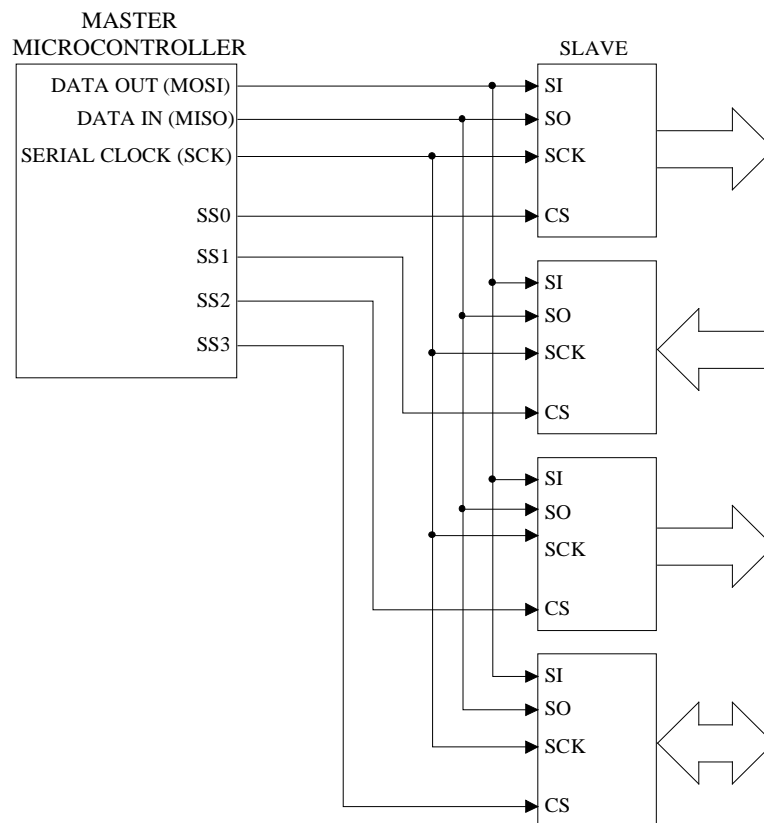 MASTER
MICROCONTROLLER
DATA OUT (MOSI)
DATA IN (MISO)
SERIAL CLOCK (SCK)
SS0
SS1
SS2
SS3
SLAVE
SI
SO
SCK
CS
SI
SO
SCK
CS
SI
SO
SCK
CS
SI
SO
SCK
CS